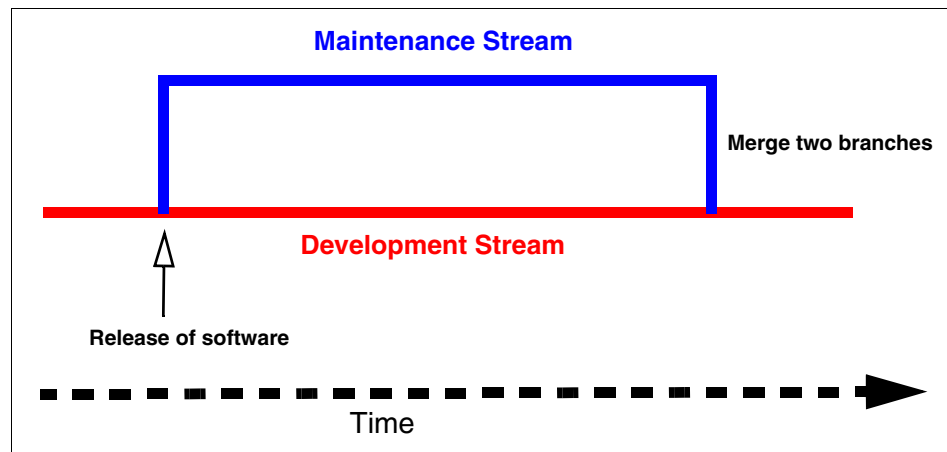 Maintenance Stream
Merge two branches
Development Stream
Release of software
Time